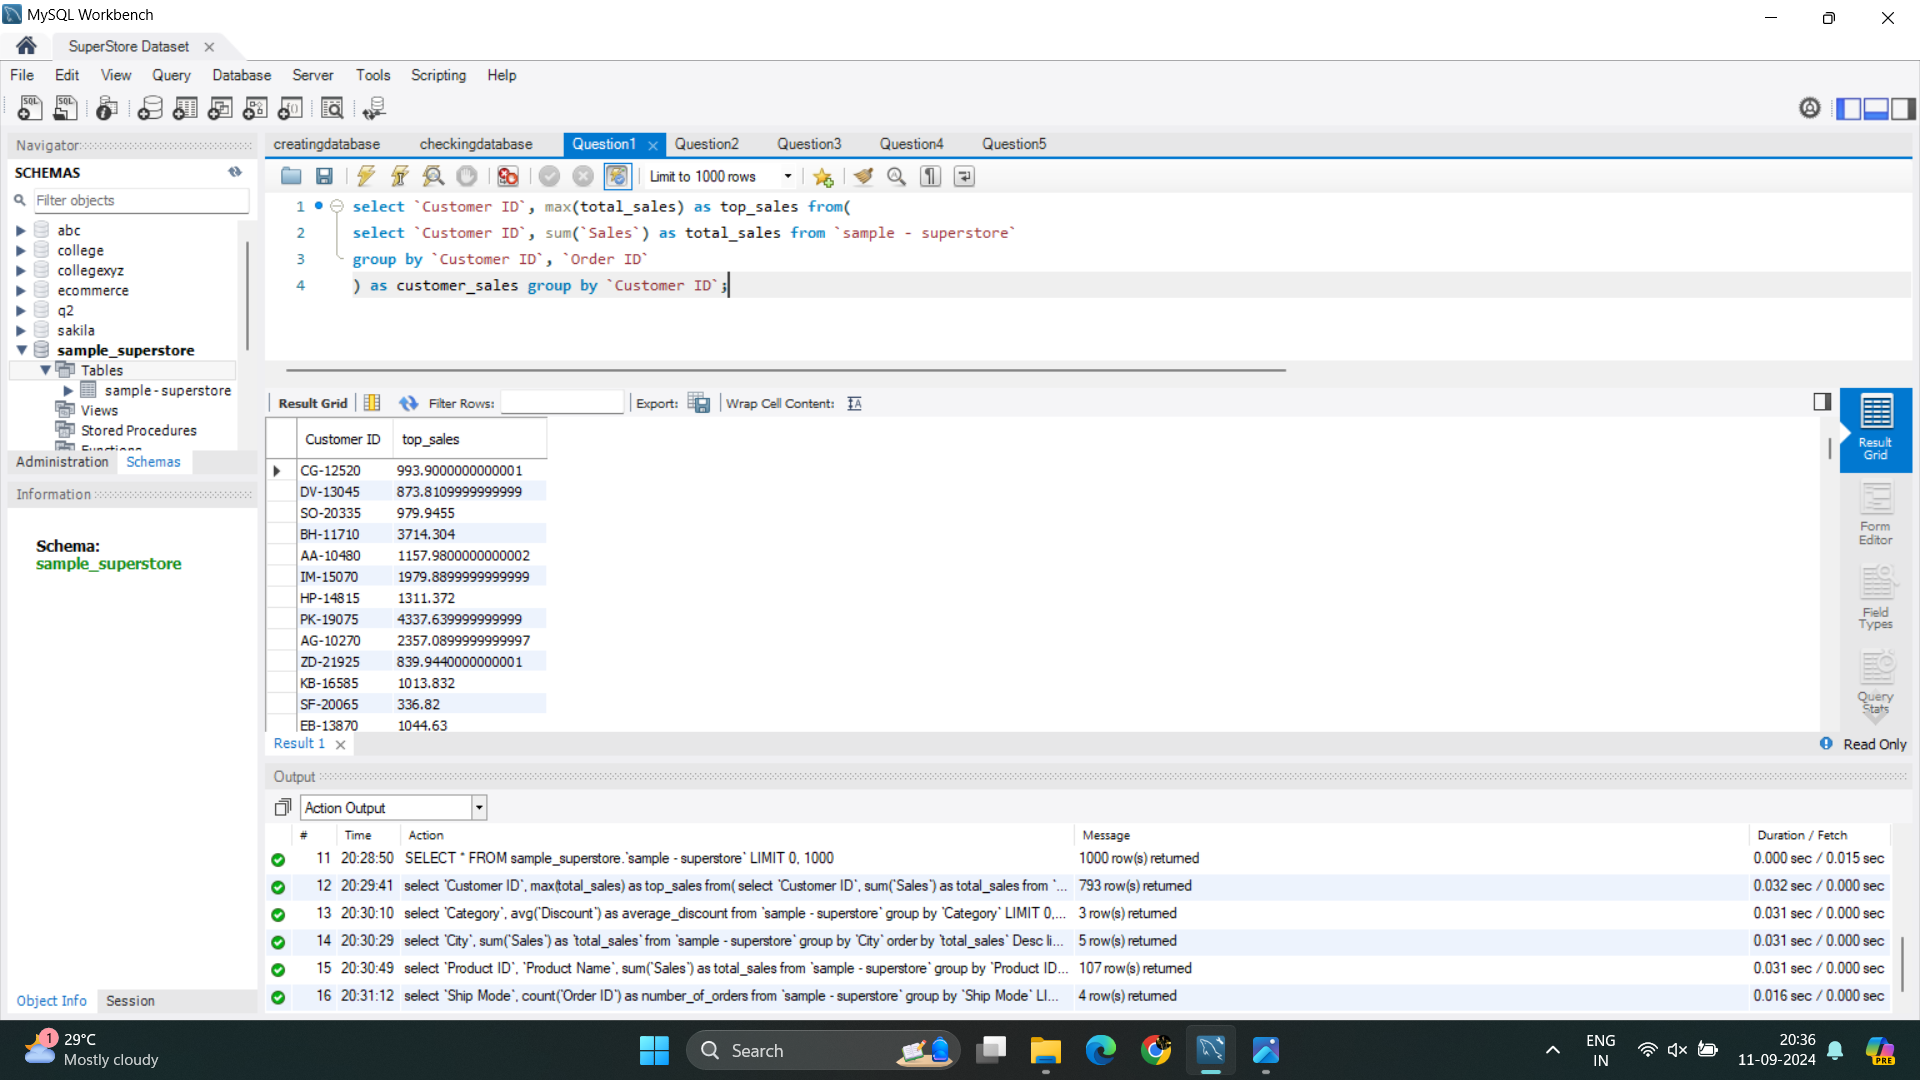 MySQL Workbench
SuperStore Dataset
File Edit View Query Database Server Tools Scripting Help
Navigator
SCHEMAS
Filter objects
abc
college
collegexyz
ecommerce
q2
sakila
sample_superstore
Tables
sample - superstore
Views
Stored Procedures
Functions
Administration Schemas
Information
Schema:
sample_superstore
Object Info Session
creatingdatabase checkingdatabase Question1 Question2 Question3 Question4 Question5
Limit to 1000 rows
1 select `Customer ID`, max(total_sales) as top_sales from(
2 select `Customer ID`, sum(`Sales`) as total_sales from `sample - superstore`
3 group by `Customer ID`, `Order ID`
4 ) as customer_sales group by `Customer ID`;
Result Grid Filter Rows: Export: Wrap Cell Content:
Customer ID top_sales
CG-12520 993.9000000000001
DV-13045 873.8109999999999
SO-20335 979.9455
BH-11710 3714.304
AA-10480 1157.9800000000002
IM-15070 1979.8899999999999
HP-14815 1311.372
PK-19075 4337.639999999999
AG-10270 2357.0899999999997
ZD-21925 839.9440000000001
KB-16585 1013.832
SF-20065 336.82
EB-13870 1044.63
Result Grid
Form Editor
Field Types
Query Stats
Result 1
Read Only
Output
Action Output
# Time Action Message Duration / Fetch
11 20:28:50 SELECT * FROM sample_superstore.`sample - superstore` LIMIT 0, 1000 1000 row(s) returned 0.000 sec / 0.015 sec
12 20:29:41 select `Customer ID`, max(total_sales) as top_sales from( select `Customer ID`, sum(`Sales`) as total_sales from `... 793 row(s) returned 0.032 sec / 0.000 sec
13 20:30:10 select `Category`, avg(`Discount`) as average_discount from `sample - superstore` group by `Category` LIMIT 0,... 3 row(s) returned 0.031 sec / 0.000 sec
14 20:30:29 select `City`, sum(`Sales`) as `total_sales` from `sample - superstore` group by `City` order by `total_sales` Desc li... 5 row(s) returned 0.031 sec / 0.000 sec
15 20:30:49 select `Product ID`, `Product Name`, sum(`Sales`) as total_sales from `sample - superstore` group by `Product ID... 107 row(s) returned 0.031 sec / 0.000 sec
16 20:31:12 select `Ship Mode`, count(`Order ID`) as number_of_orders from `sample - superstore` group by `Ship Mode` LI... 4 row(s) returned 0.016 sec / 0.000 sec
1
29°C
Mostly cloudy
Search
ENG
IN
20:36
11-09-2024
PRE